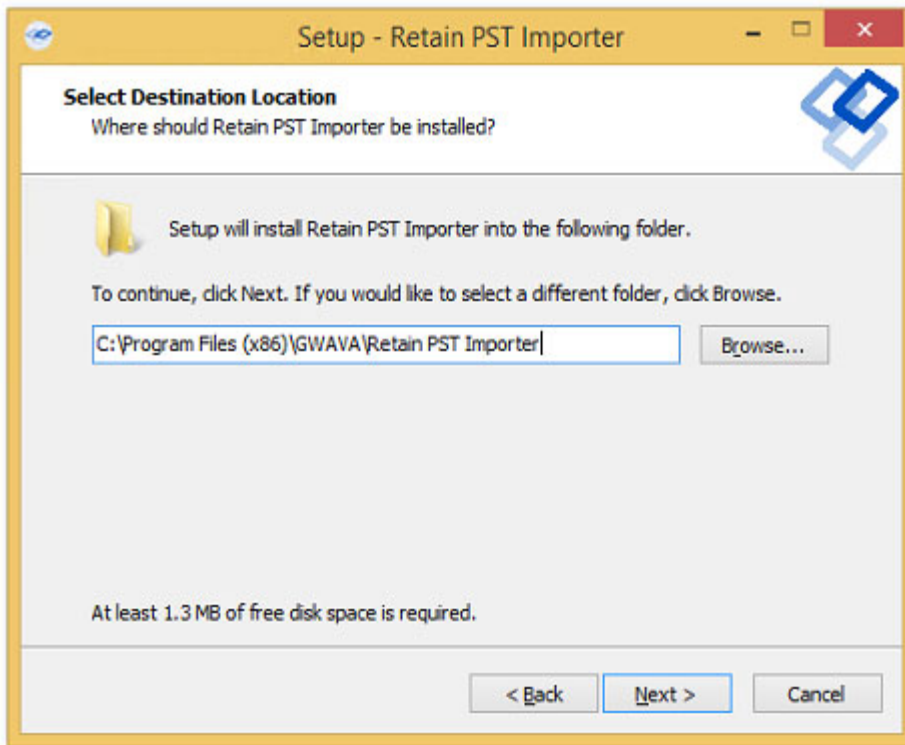 Setup - Retain PST Importer
Select Destination Location
Where should Retain PST Importer be installed?
Setup will install Retain PST Importer into the following folder.
To continue, click Next. If you would like to select a different folder, click Browse.
C:\Program Files (x86)\GWAVA\Retain PST Importer
Browse...
At least 1.3 MB of free disk space is required.
< Back
Next >
Cancel